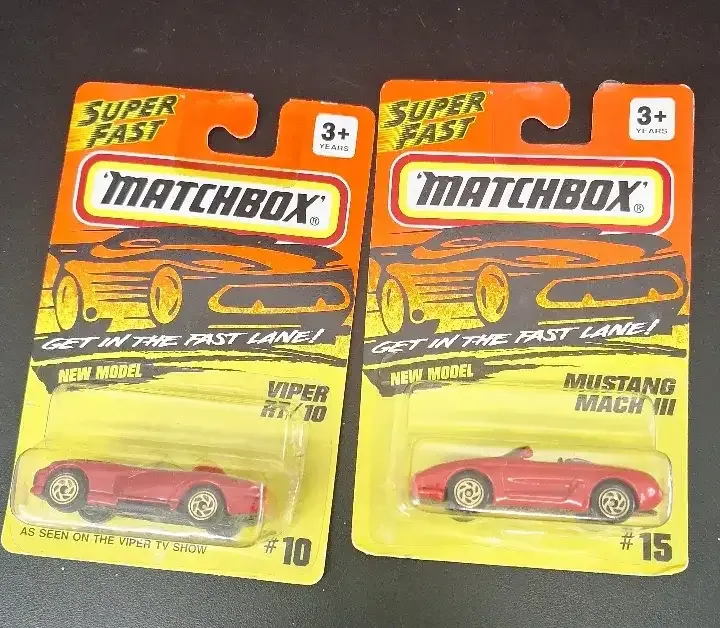 SUPER
FAST
3+
YEARS
'MATCHBOX'®
GET IN THE FAST LANE!
NEW MODEL
VIPER
RT/10
AS SEEN ON THE VIPER TV SHOW
#10
SUPER
FAST
3+
YEARS
'MATCHBOX'®
GET IN THE FAST LANE!
NEW MODEL
MUSTANG
MACH III
#15